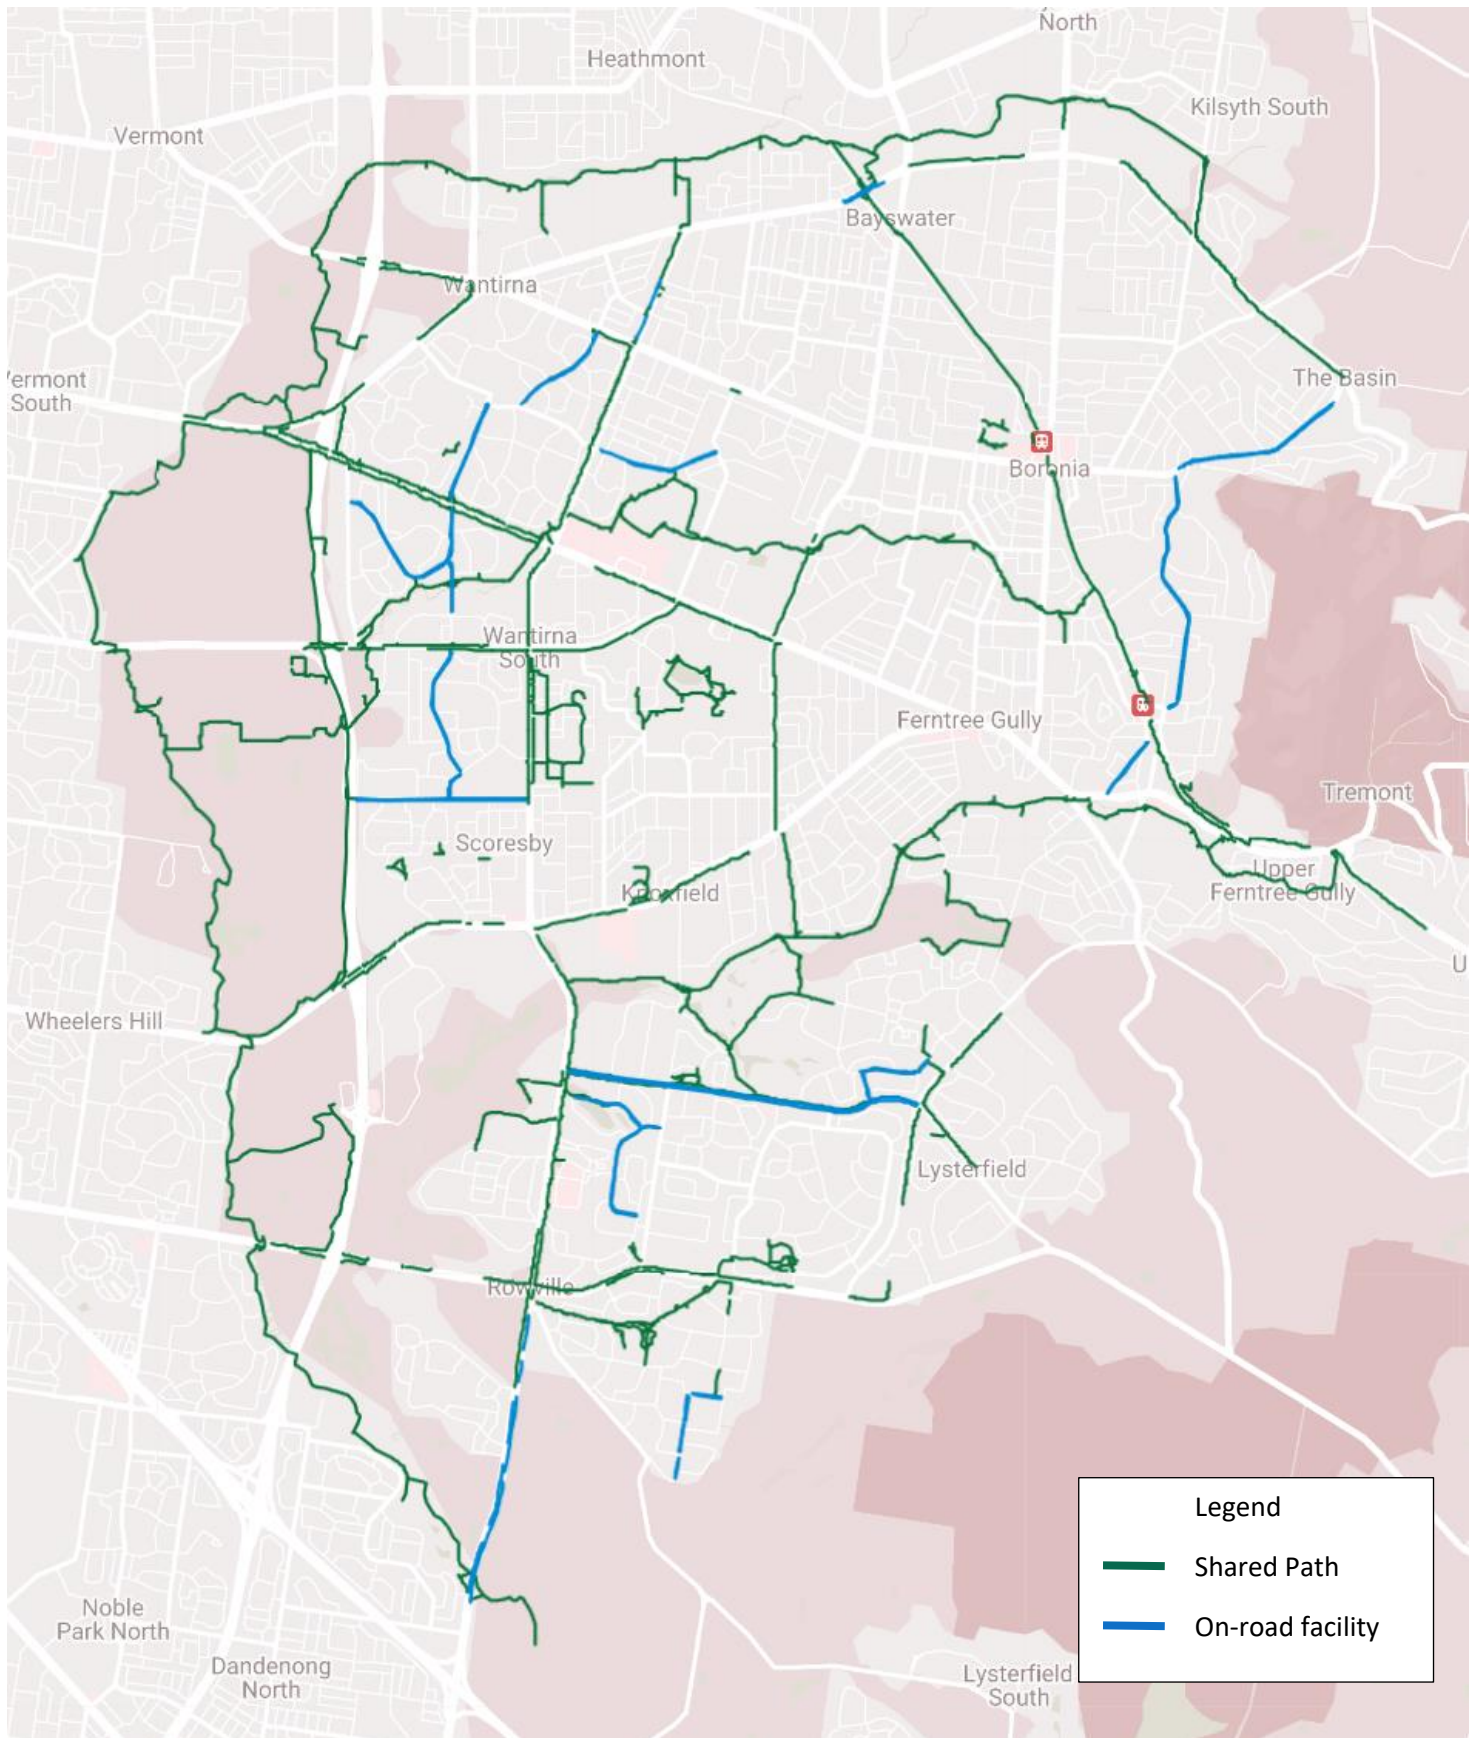 North
Heathmont
Kilsyth South
Vermont
Bayswater
Wantirna
ermont
South
The Basin
Boronia
Wantirna
South
Ferntree Gully
Tremont
Scoresby
Upper
Ferntree Gully
Knoxfield
U
Wheelers Hill
Lysterfield
Rowville
Legend
Shared Path
On-road facility
Noble
Park North
Dandenong
North
Lysterfield
South